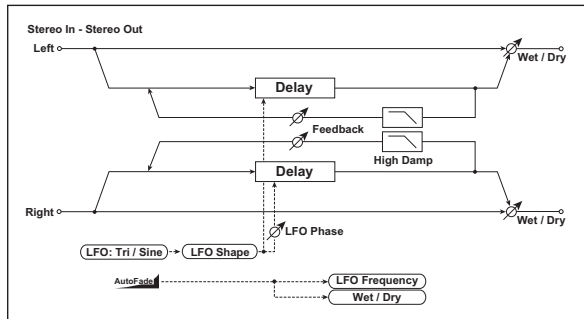 Stereo In - Stereo Out
Left
Wet / Dry
Delay
Feedback
High Damp
Delay
Right
Wet / Dry
LFO Phase
LFO: Tri / Sine
LFO Shape
AutoFade
LFO Frequency
Wet / Dry